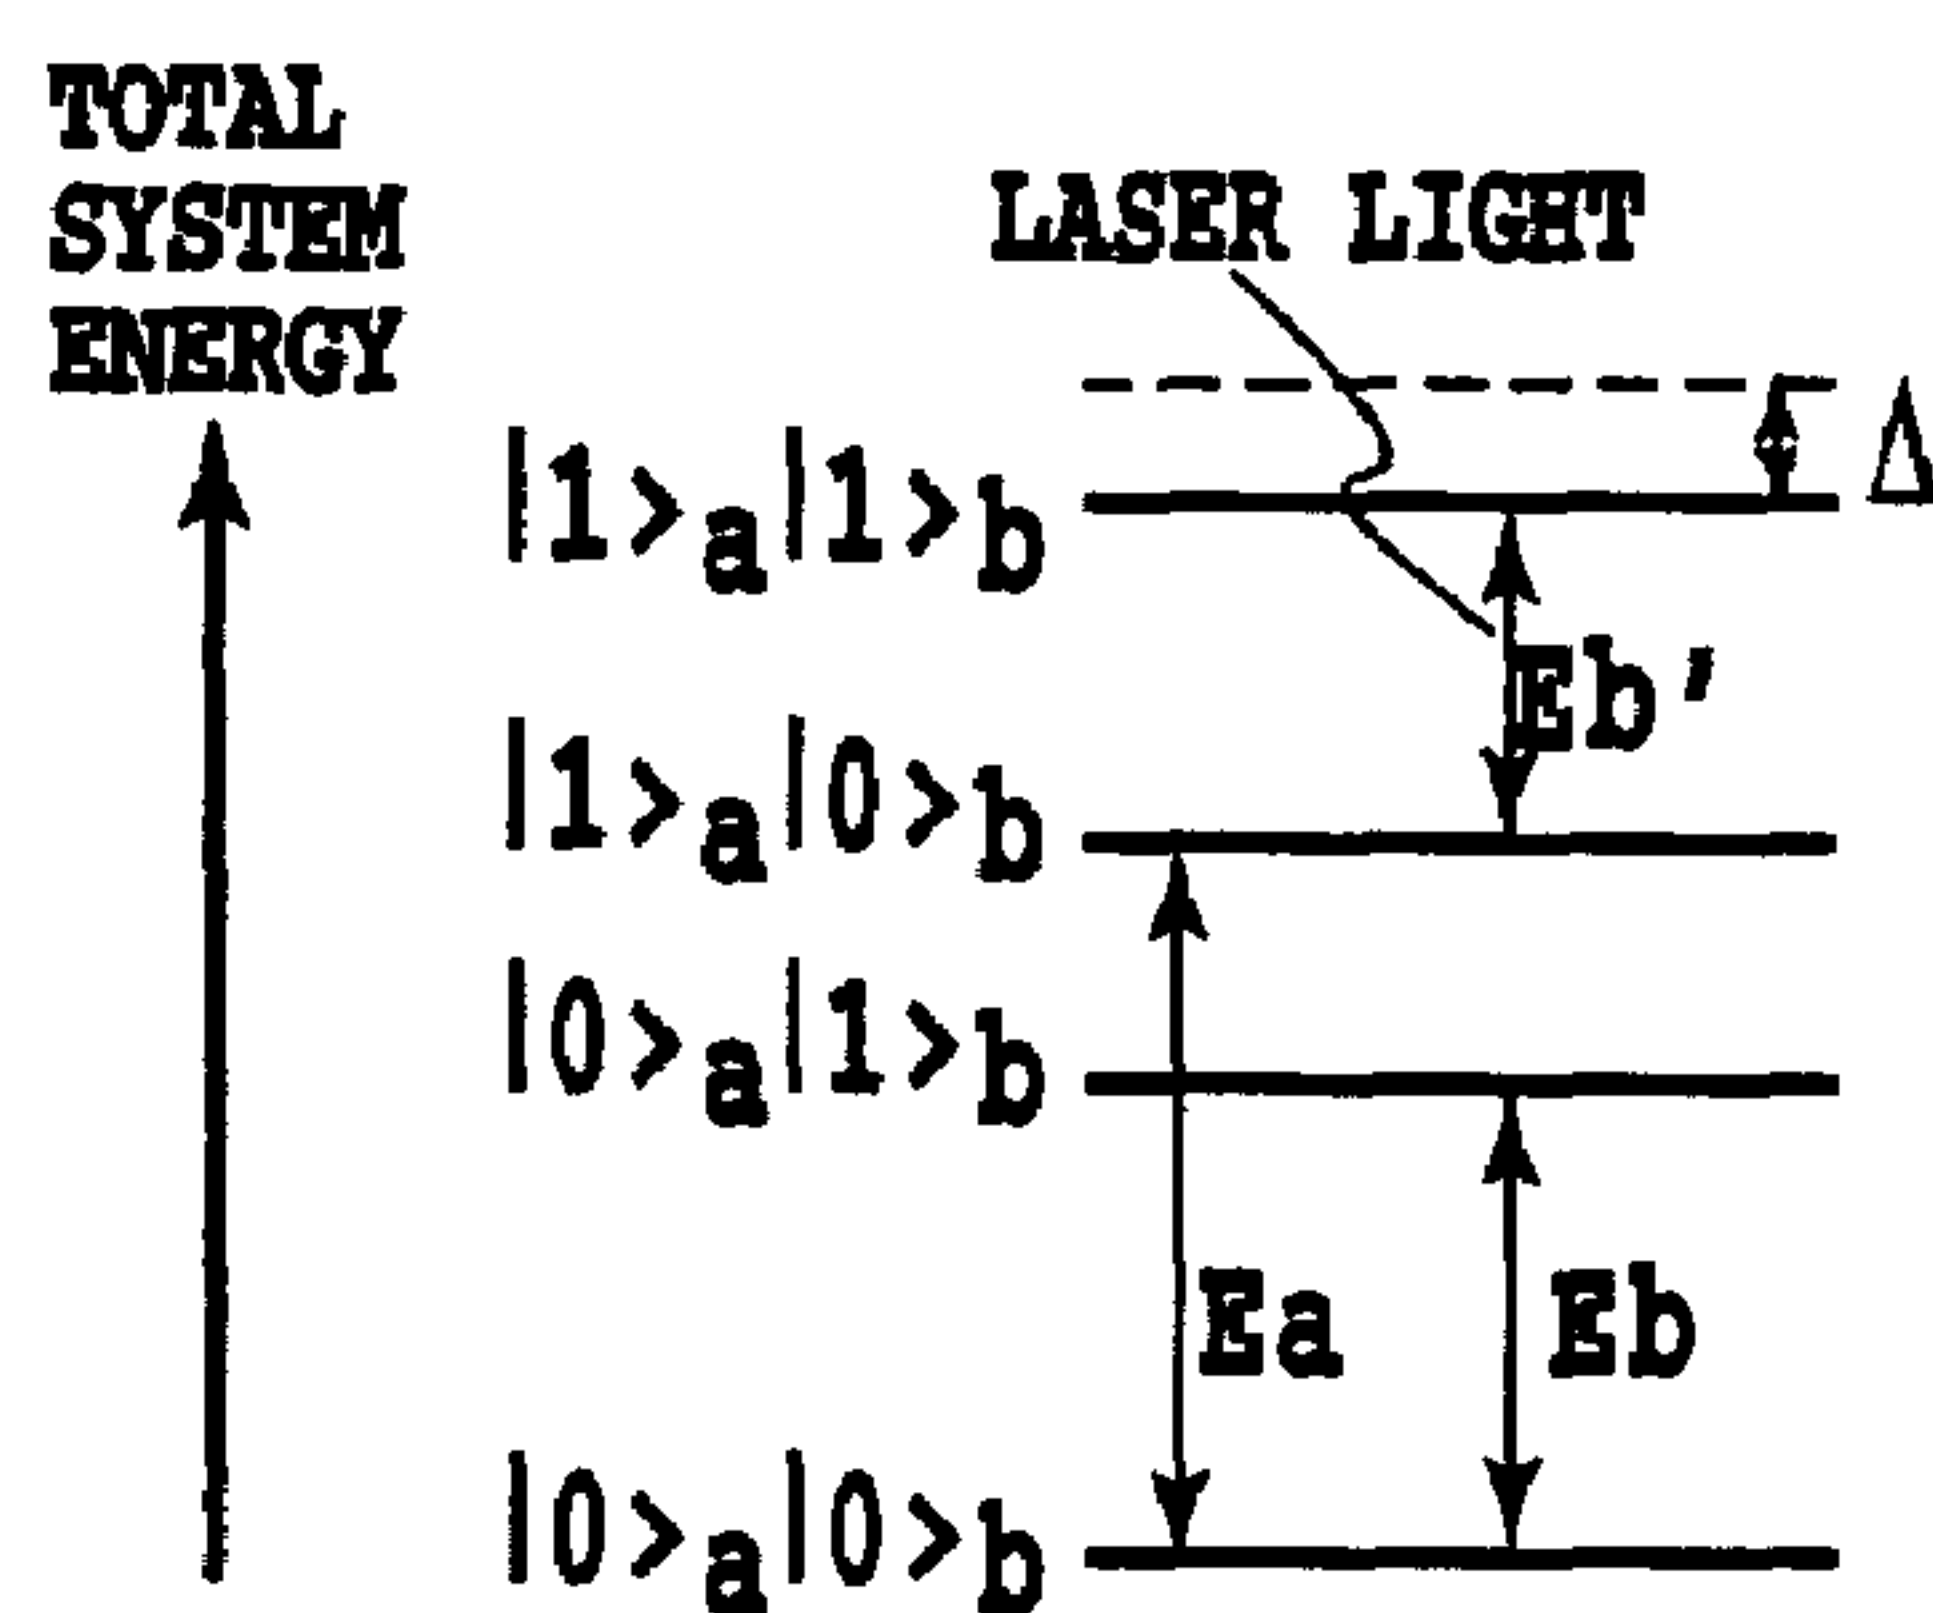 TOTAL
SYSTEM
ENERGY
LASER LIGHT
|1>a|1>b
Δ
Eb'
|1>a|0>b
|0>a|1>b
Ea
Eb
|0>a|0>b